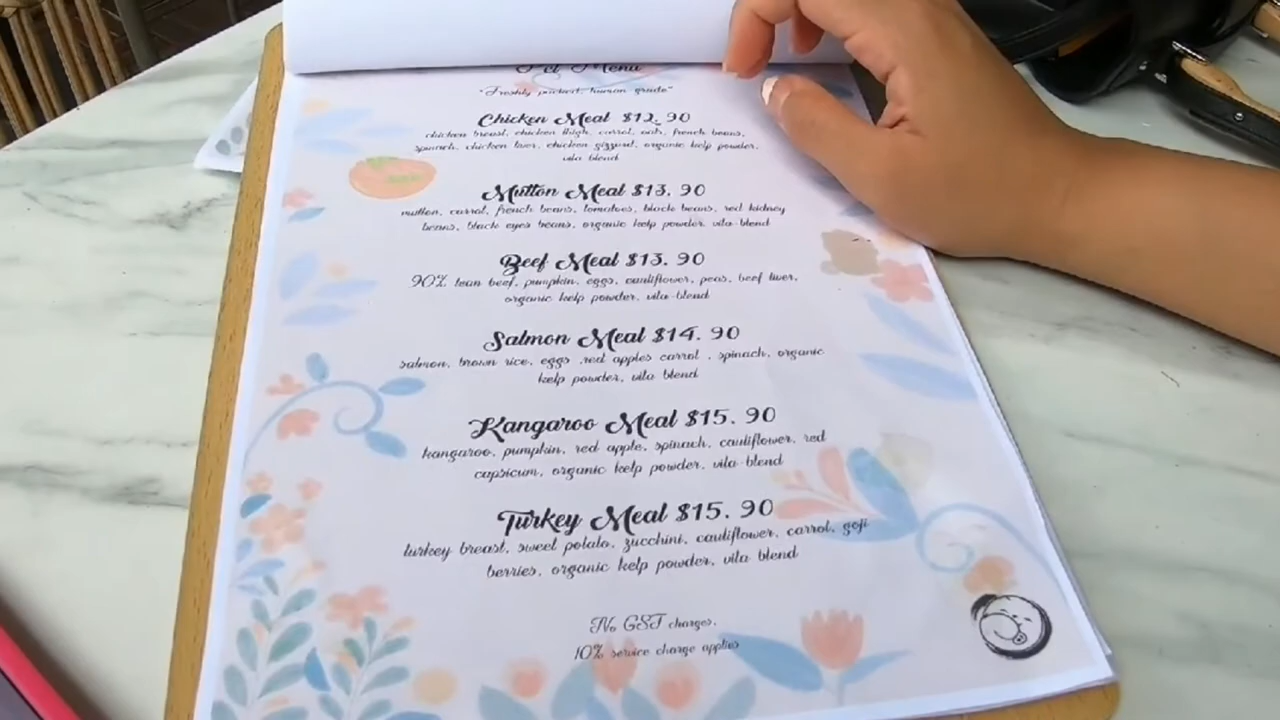 Pet Menu
"Freshly packed, human grade"
Chicken Meal $12. 90
chicken breast, chicken thigh, carrot, oats, french beans,
spinach, chicken liver, chicken gizzard, organic kelp powder,
vita blend
Mutton Meal $13. 90
mutton, carrot, french beans, tomatoes, black beans, red kidney
beans, black eyes beans, organic kelp powder, vita-blend
Beef Meal $13. 90
90% lean beef, pumpkin, eggs, cauliflower, peas, beef liver,
organic kelp powder, vita-blend
Salmon Meal $14. 90
salmon, brown rice, eggs ,red apples carrot , spinach, organic
kelp powder, vita blend
Kangaroo Meal $15. 90
kangaroo, pumpkin, red apple, spinach, cauliflower, red
capsicum, organic kelp powder, vita-blend
Turkey Meal $15. 90
turkey breast, sweet potato, zucchini, cauliflower, carrot, goji
berries, organic kelp powder, vita blend
No GST charges.
10% service charge applies